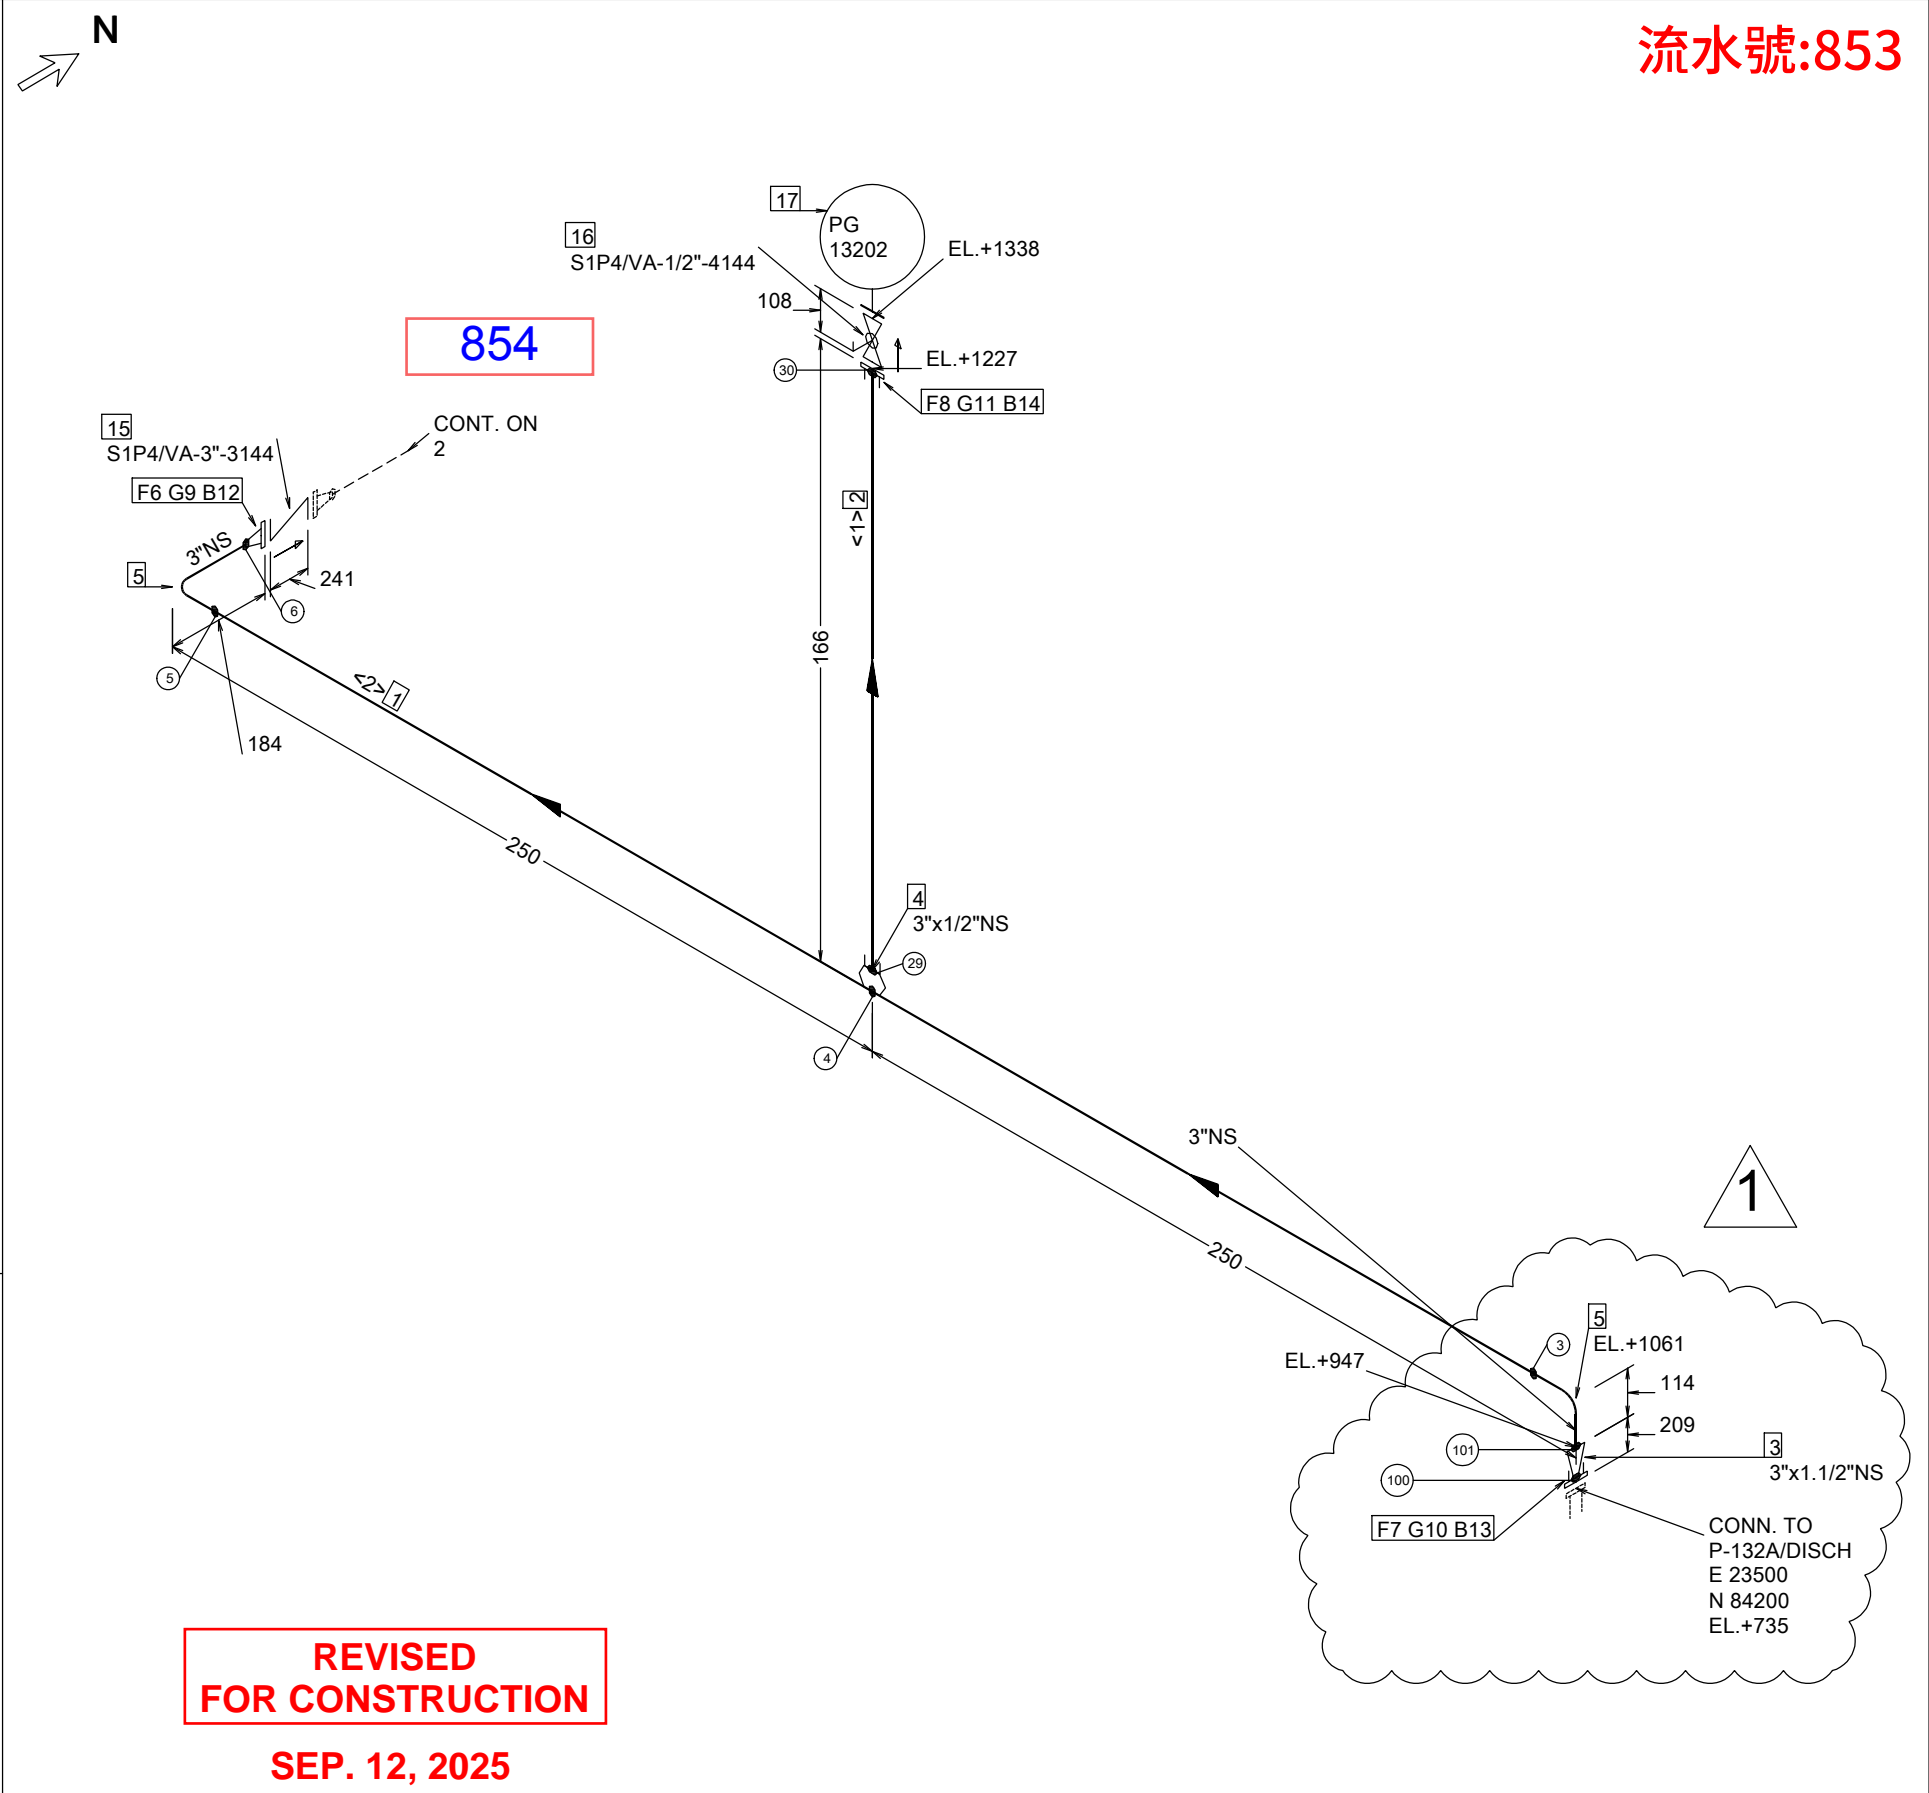 N
流水號:853
17
PG
13202
16
S1P4/VA-1/2"-4144
EL.+1338
108
854
30
EL.+1227
F8 G11 B14
15
S1P4/VA-3"-3144
CONT. ON
2
F6 G9 B12
<1> 2
3"NS
5
241
6
5
166
<2> 1
184
250
4
3"x1/2"NS
29
4
3"NS
1
250
5
3
EL.+1061
EL.+947
114
209
101
3
3"x1.1/2"NS
100
F7 G10 B13
CONN. TO
P-132A/DISCH
E 23500
N 84200
EL.+735
REVISED
FOR CONSTRUCTION
SEP. 12, 2025